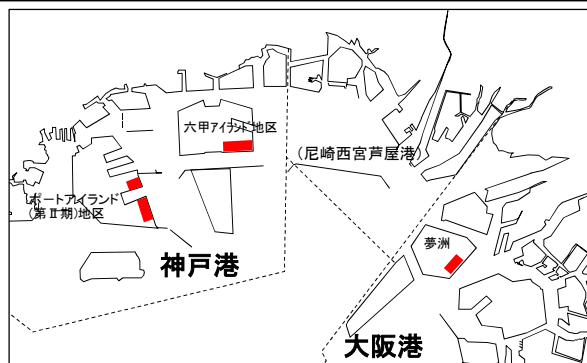 六甲アイランド地区
(尼崎西宮芦屋港)
ポートアイランド
(第Ⅱ期)地区
夢洲
神戸港
大阪港